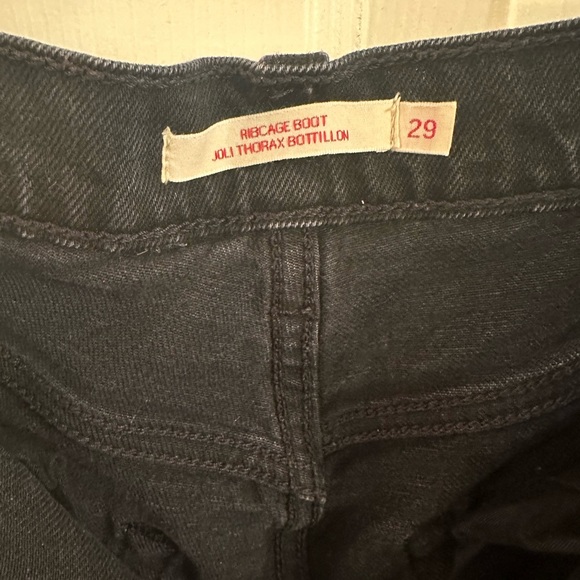 RIBCAGE BOOT
JOLI THORAX BOTTILLON
29